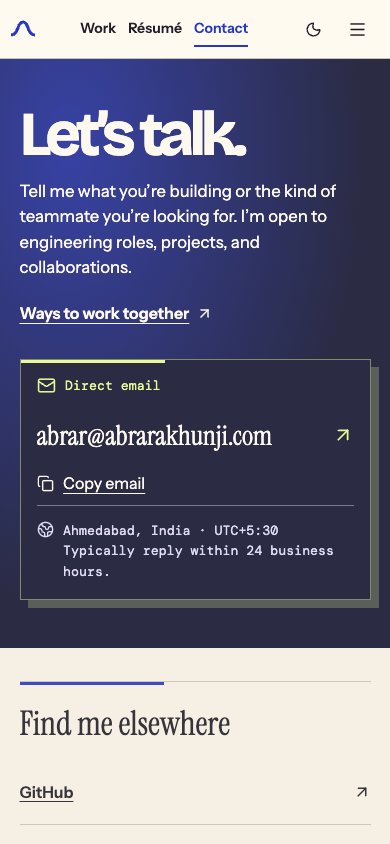 Work Résumé Contact
Let's talk.
Tell me what you’re building or the kind of
teammate you’re looking for. I’m open to
engineering roles, projects, and
collaborations.
Ways to work together
Direct email
abrar@abrarakhunji.com
Copy email
Ahmedabad, India · UTC+5:30
Typically reply within 24 business
hours.
Find me elsewhere
GitHub